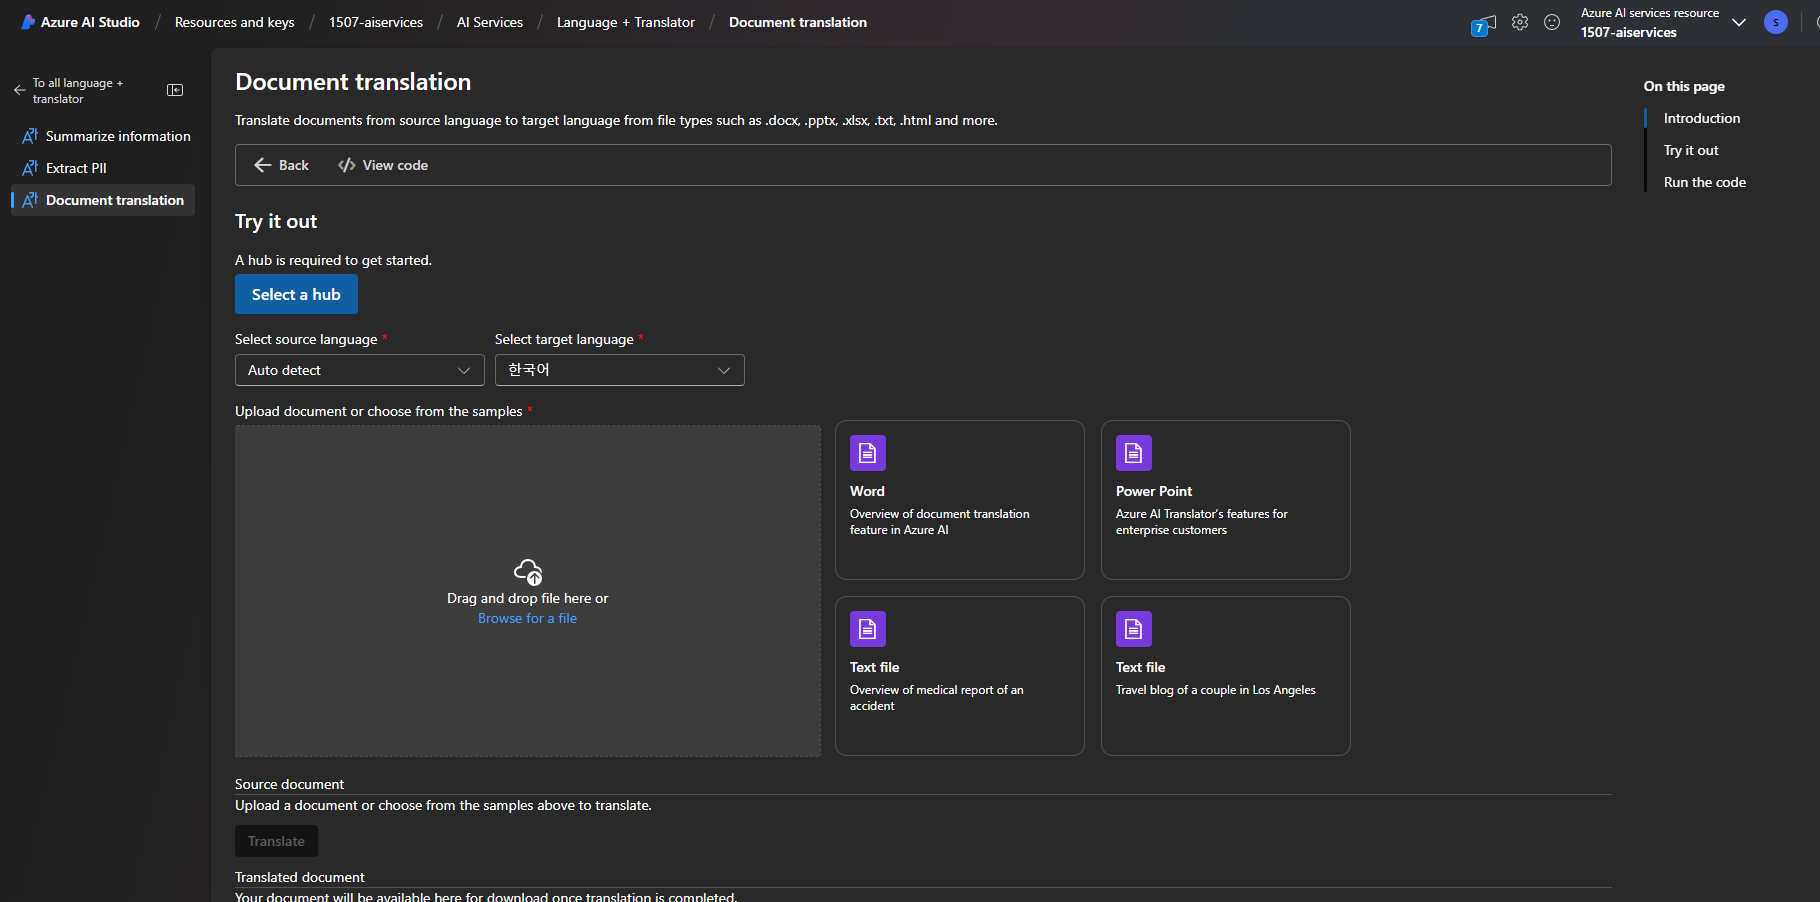 Azure AI Studio / Resources and keys / 1507-aiservices / AI Services / Language + Translator / Document translation
7
Azure AI services resource
1507-aiservices
S
To all language +
translator
Summarize information
Extract PII
Document translation
Document translation
Translate documents from source language to target language from file types such as .docx, .pptx, .xlsx, .txt, .html and more.
Back
View code
Try it out
A hub is required to get started.
Select a hub
Select source language *
Select target language *
Auto detect
한국어
Upload document or choose from the samples *
Drag and drop file here or
Browse for a file
Word
Overview of document translation
feature in Azure AI
Power Point
Azure AI Translator's features for
enterprise customers
Text file
Overview of medical report of an
accident
Text file
Travel blog of a couple in Los Angeles
Source document
Upload a document or choose from the samples above to translate.
Translate
Translated document
Your document will be available here for download once translation is completed.
On this page
Introduction
Try it out
Run the code